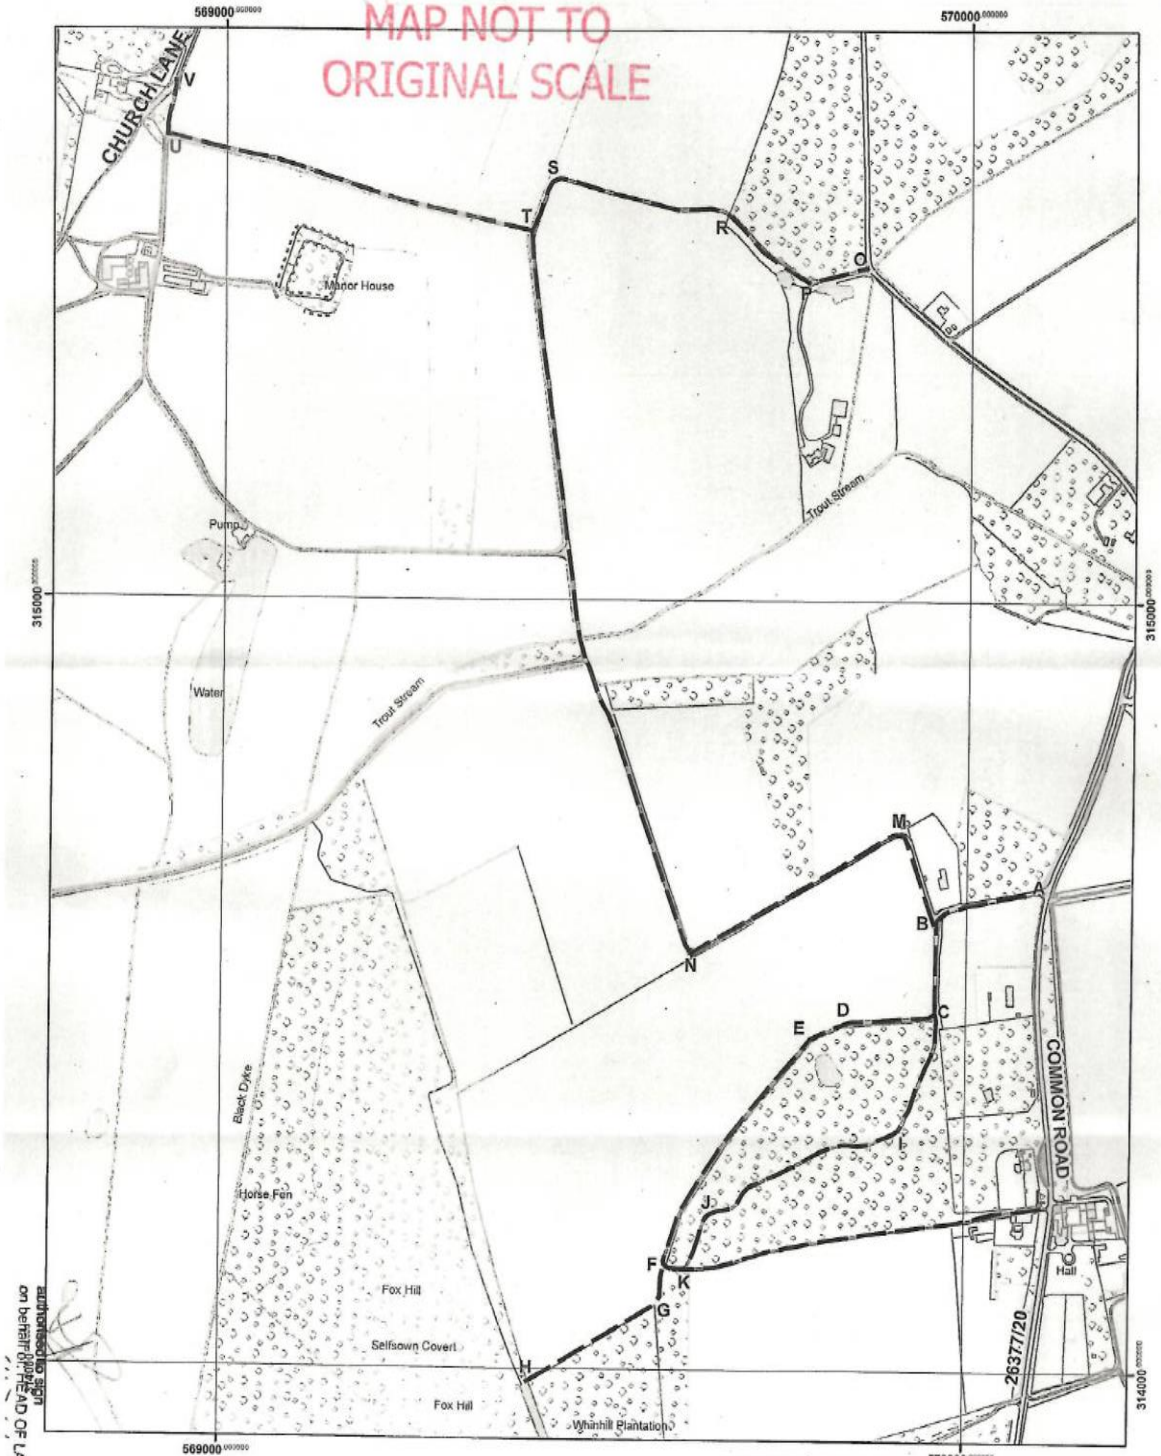 569000.000000
570000.000000
MAP NOT TO
ORIGINAL SCALE
CHURCH LANE
V
U
S
T
R
O
P
Manor House
Trout Stream
Pump
315000.000000
315000.000000
Water
Trout Stream
M
A
B
N
C
D
E
Black Dyke
COMMON ROAD
I
Horse Fen
J
F
K
Hall
G
Fox Hill
Selfsown Covert
H
26377/20
314000.000000
Fox Hill
Whinhill Plantation
569000.000000
authorised to sign
on behalf of HEAD OF